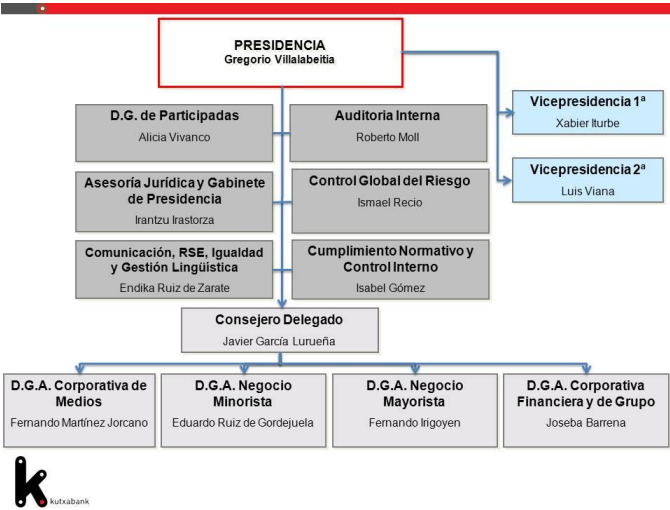 PRESIDENCIA
Gregorio Villalabeitia
Vicepresidencia 1ª
Xabier Iturbe
Vicepresidencia 2ª
Luis Viana
D.G. de Participadas
Alicia Vivanco
Auditoria Interna
Roberto Moll
Asesoría Jurídica y Gabinete
de Presidencia
Irantzu Irastorza
Control Global del Riesgo
Ismael Recio
Comunicación, RSE, Igualdad
y Gestión Lingüística
Endika Ruiz de Zarate
Cumplimiento Normativo y
Control Interno
Isabel Gómez
Consejero Delegado
Javier García Lurueña
D.G.A. Corporativa de
Medios
Fernando Martínez Jorcano
D.G.A. Negocio
Minorista
Eduardo Ruiz de Gordejuela
D.G.A. Negocio
Mayorista
Fernando Irigoyen
D.G.A. Corporativa
Financiera y de Grupo
Joseba Barrena
k.
kutxabank